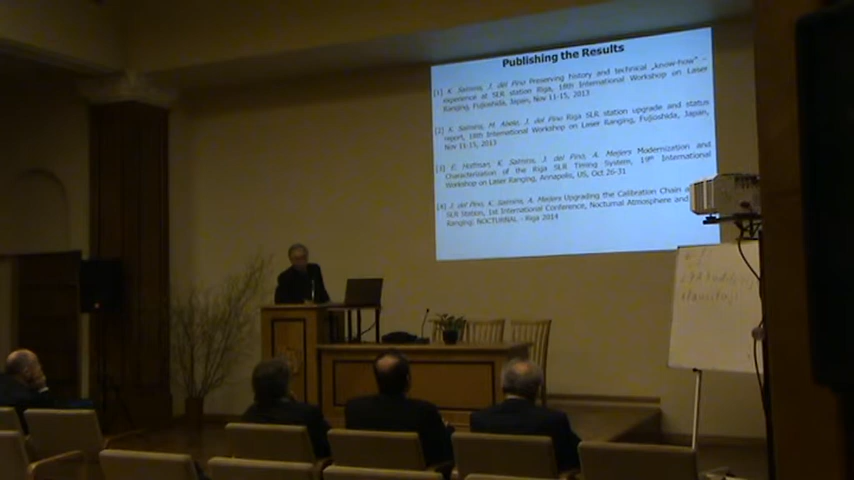 Publishing the Results
[1] K. Salmins, J. del Pino Preserving history and technical „know-how" –
experience at SLR station Riga, 18th International Workshop on Laser
Ranging, Fujioshida, Japan, Nov 11-15, 2013
[2] K. Salmins, M. Abele, J. del Pino Riga SLR station upgrade and status
report, 18th International Workshop on Laser Ranging, Fujioshida, Japan,
Nov 11-15, 2013
[3] E. Hoffman, K. Salmins, J. del Pino, A. Meijers Modernization and
Characterization of the Riga SLR Timing System, 19th International
Workshop on Laser Ranging, Annapolis, US, Oct 26-31
[4] J. del Pino, K. Salmins, A. Meijers Upgrading the Calibration Chain
SLR Station, 1st International Conference, Nocturnal Atmosphere and
Ranging: NOCTURNAL - Riga 2014